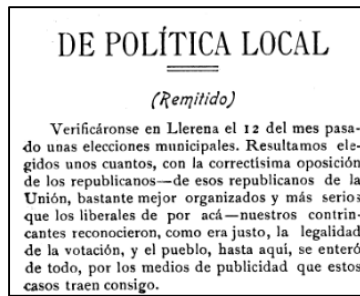 DE POLÍTICA LOCAL
(Remitido)
Verificáronse en Llerena el 12 del mes pasa-
do unas elecciones municipales. Resultamos ele-
gidos unos cuantos, con la correctísima oposición
de los republicanos—de esos republicanos de la
Unión, bastante mejor organizados y más serios
que los liberales de por acá—nuestros contrin-
cantes reconocieron, como era justo, la legalidad
de la votación, y el pueblo, hasta aquí, se enteró
de todo, por los medios de publicidad que estos
casos traen consigo.